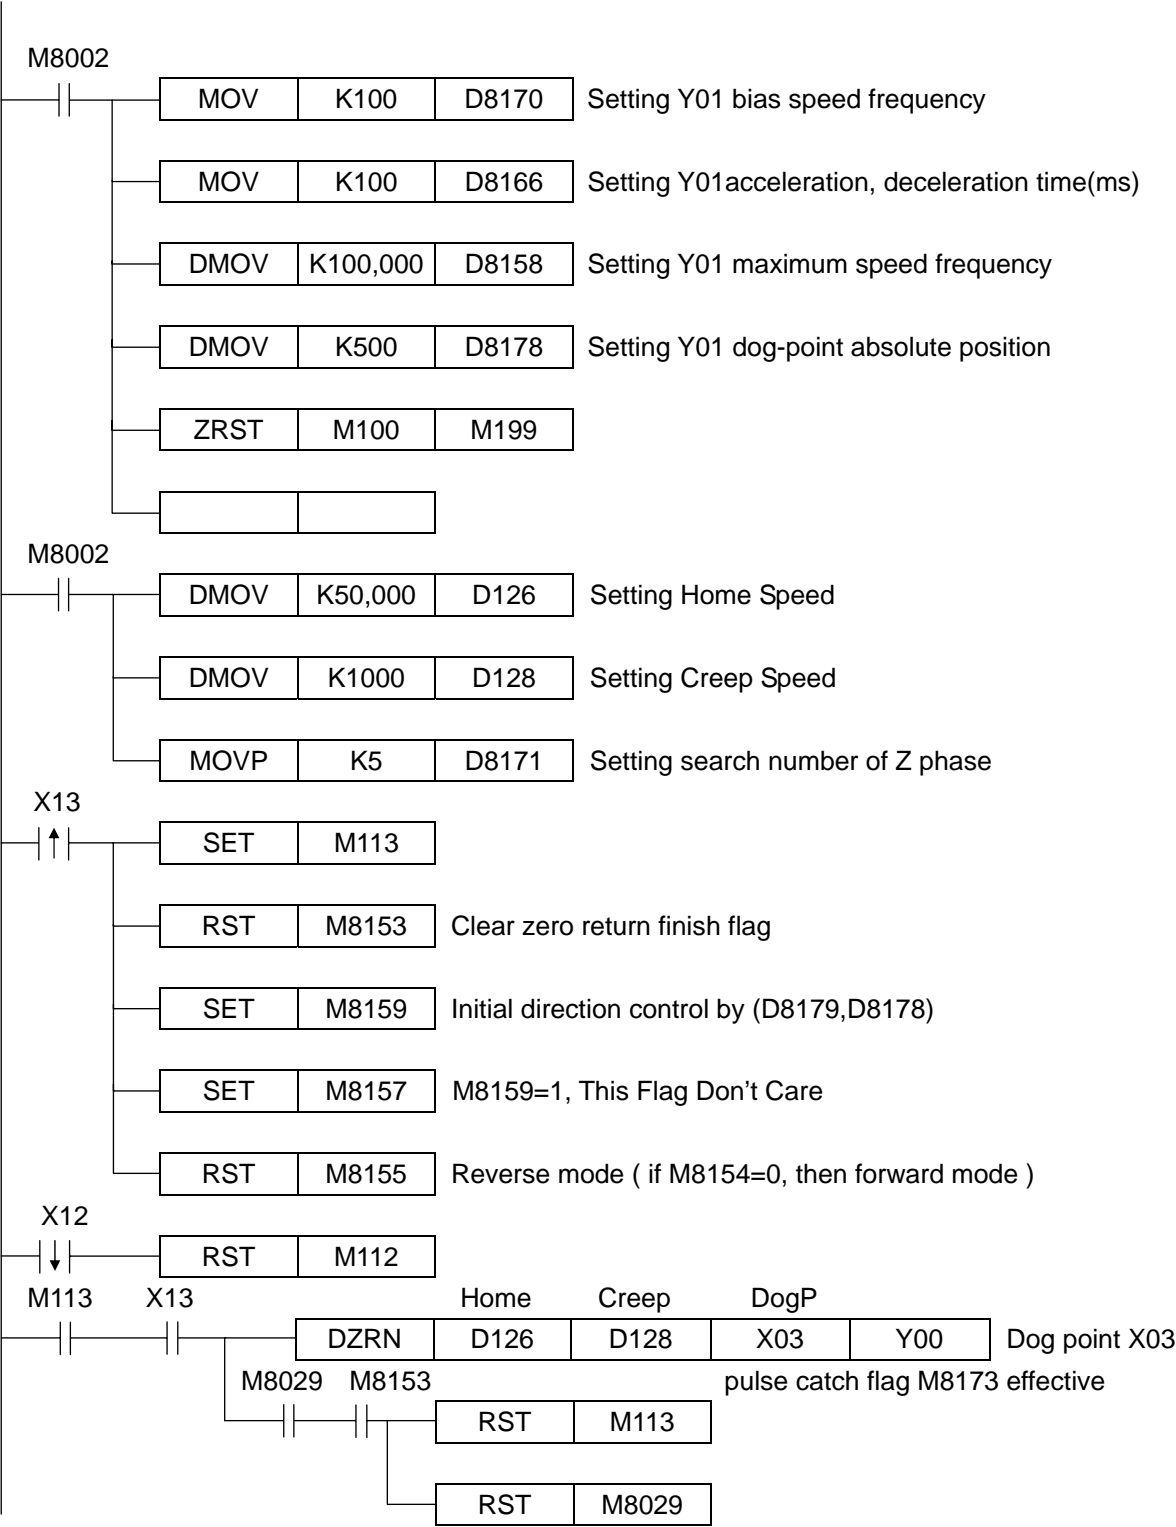 M8002
MOV K100 D8170 Setting Y01 bias speed frequency
MOV K100 D8166 Setting Y01acceleration, deceleration time(ms)
DMOV K100,000 D8158 Setting Y01 maximum speed frequency
DMOV K500 D8178 Setting Y01 dog-point absolute position
ZRST M100 M199
M8002
DMOV K50,000 D126 Setting Home Speed
DMOV K1000 D128 Setting Creep Speed
MOVP K5 D8171 Setting search number of Z phase
X13
SET M113
RST M8153 Clear zero return finish flag
SET M8159 Initial direction control by (D8179,D8178)
SET M8157 M8159=1, This Flag Don't Care
RST M8155 Reverse mode ( if M8154=0, then forward mode )
X12
RST M112
M113 X13 Home Creep DogP
DZRN D126 D128 X03 Y00 Dog point X03
M8029 M8153 pulse catch flag M8173 effective
RST M113
RST M8029